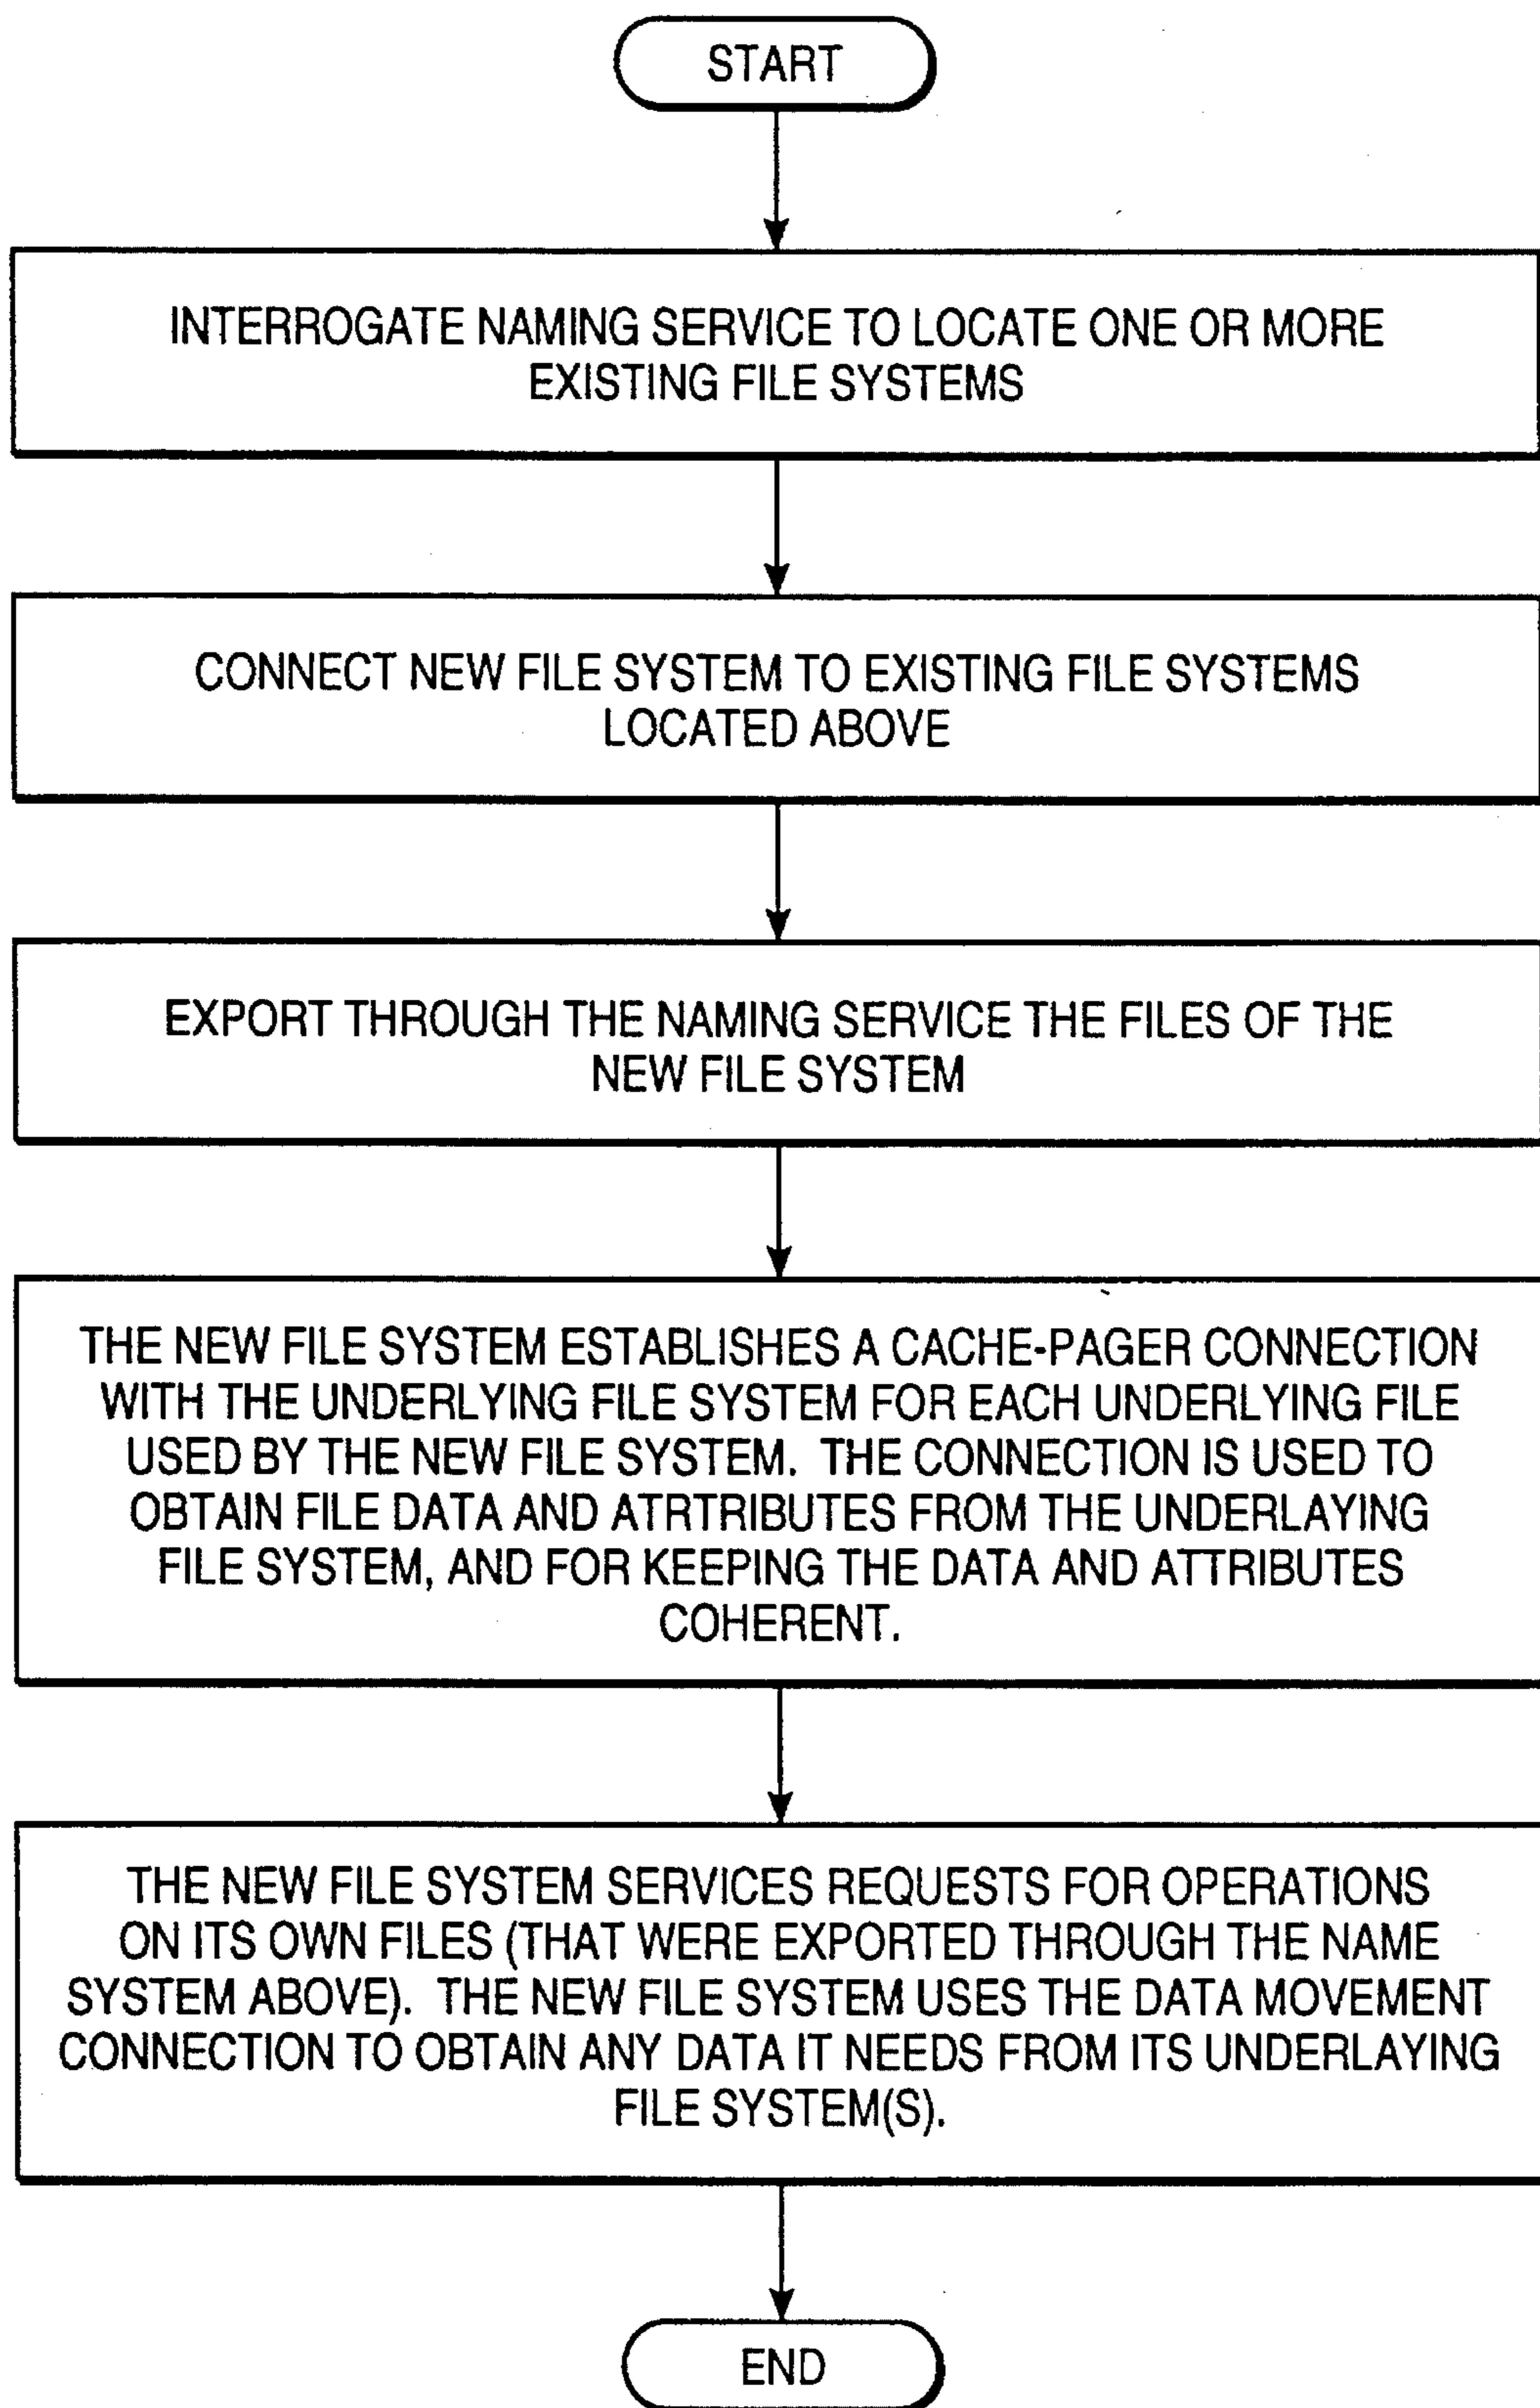 START
INTERROGATE NAMING SERVICE TO LOCATE ONE OR MORE
EXISTING FILE SYSTEMS
CONNECT NEW FILE SYSTEM TO EXISTING FILE SYSTEMS
LOCATED ABOVE
EXPORT THROUGH THE NAMING SERVICE THE FILES OF THE
NEW FILE SYSTEM
THE NEW FILE SYSTEM ESTABLISHES A CACHE-PAGER CONNECTION
WITH THE UNDERLYING FILE SYSTEM FOR EACH UNDERLYING FILE
USED BY THE NEW FILE SYSTEM. THE CONNECTION IS USED TO
OBTAIN FILE DATA AND ATRTRIBUTES FROM THE UNDERLAYING
FILE SYSTEM, AND FOR KEEPING THE DATA AND ATTRIBUTES
COHERENT.
THE NEW FILE SYSTEM SERVICES REQUESTS FOR OPERATIONS
ON ITS OWN FILES (THAT WERE EXPORTED THROUGH THE NAME
SYSTEM ABOVE). THE NEW FILE SYSTEM USES THE DATA MOVEMENT
CONNECTION TO OBTAIN ANY DATA IT NEEDS FROM ITS UNDERLAYING
FILE SYSTEM(S).
END